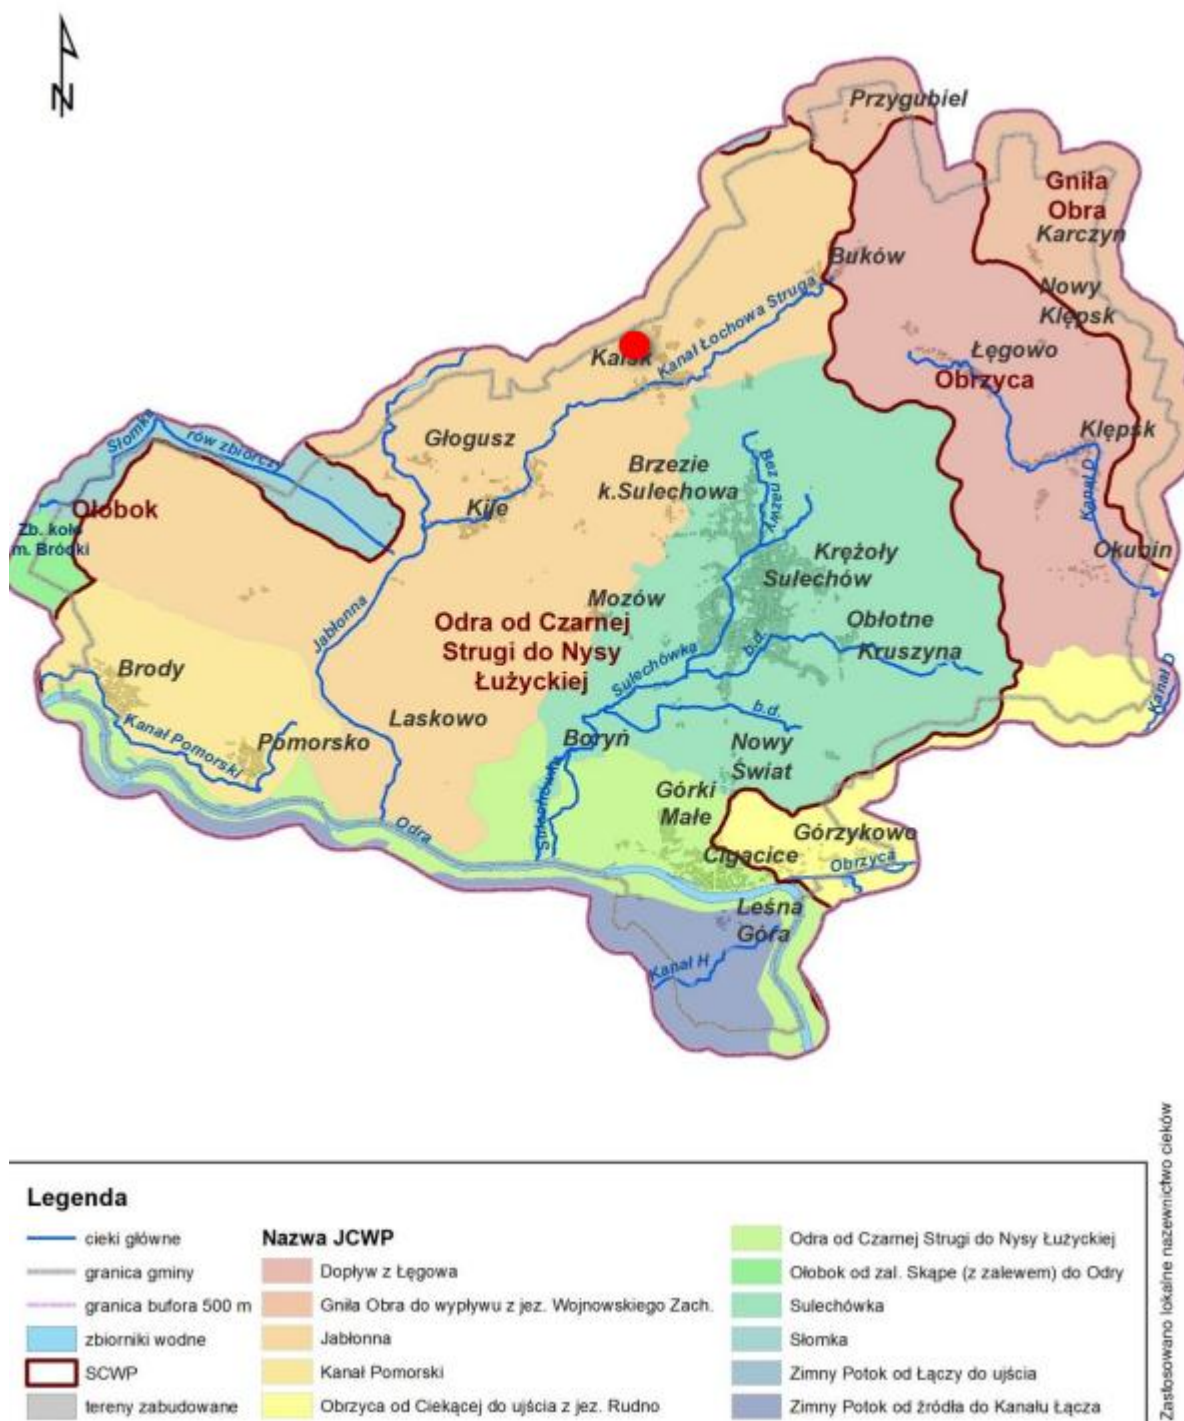 N
Przygubiel
Gniła
Obra
Karczyn
Buków
Nowy
Klępsk
Kanał Łochowa Struga
Kalsk
Łęgowo
Obrzyca
Głogusz
Klępsk
Słomka
rów zbiorczy
Brzezie
k.Sulechowa
Bez nazwy
Kanał O
Kije
Ołobok
Zb. koło
m. Bródki
Okunin
Krężoły
Sulechów
Mozów
Jabłonna
Odra od Czarnej
Strugi do Nysy
Łużyckiej
Obłotne
Kruszyna
b.d.
Sulechówka
Brody
Kanał D
Laskowo
b.d.
Kanał Pomorski
Pomorsko
Boryń
Nowy
Świat
Sulechówka
Górki
Małe
Odra
Górzykowo
Cigacice
Obrzyca
Leśna
Góra
Kanał H
Legenda
cieki główne
granica gminy
granica bufora 500 m
zbiorniki wodne
SCWP
tereny zabudowane
Nazwa JCWP
Dopływ z Łęgowa
Gniła Obra do wypływu z jez. Wojnowskiego Zach.
Jabłonna
Kanał Pomorski
Obrzyca od Ciekącej do ujścia z jez. Rudno
Odra od Czarnej Strugi do Nysy Łużyckiej
Ołobok od zal. Skąpe (z zalewem) do Odry
Sulechówka
Słomka
Zimny Potok od Łączy do ujścia
Zimny Potok od źródła do Kanału Łącza
Zastosowano lokalne nazewnictwo cieków